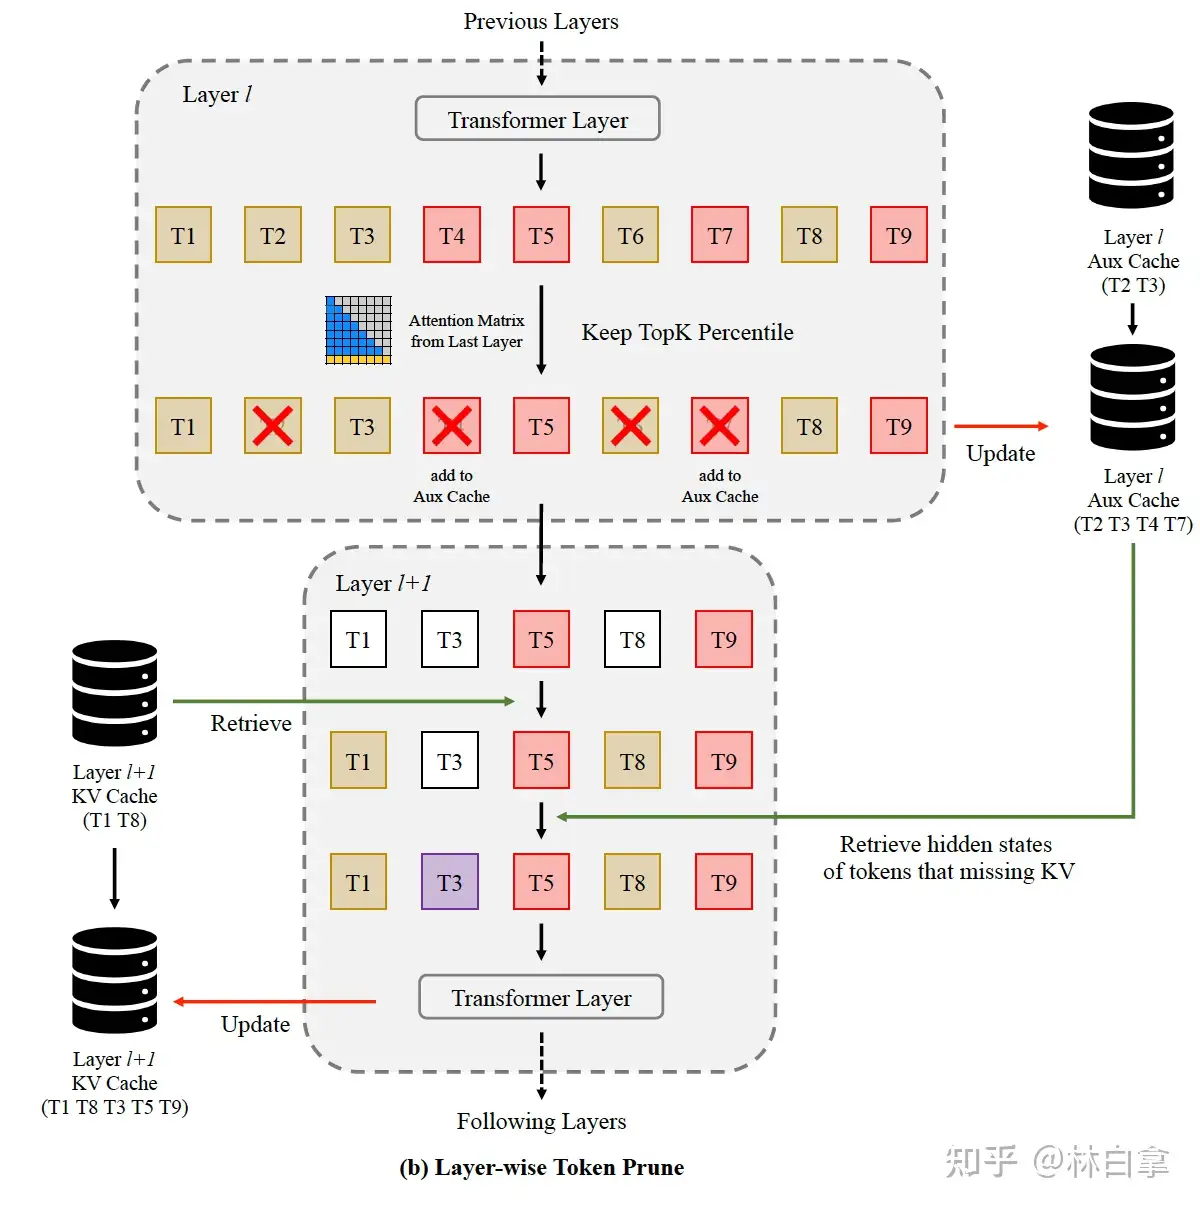 Previous Layers
Layer l
Transformer Layer
T1 T2 T3 T4 T5 T6 T7 T8 T9
Layer l
Aux Cache
(T2 T3)
Attention Matrix
from Last Layer
Keep TopK Percentile
T1 T3 T5 T8 T9
add to
Aux Cache
add to
Aux Cache
Update
Layer l
Aux Cache
(T2 T3 T4 T7)
Layer l+1
T1 T3 T5 T8 T9
Retrieve
T1 T3 T5 T8 T9
Layer l+1
KV Cache
(T1 T8)
Retrieve hidden states
of tokens that missing KV
T1 T3 T5 T8 T9
Transformer Layer
Update
Layer l+1
KV Cache
(T1 T8 T3 T5 T9)
Following Layers
(b) Layer-wise Token Prune
知乎 @林白拿